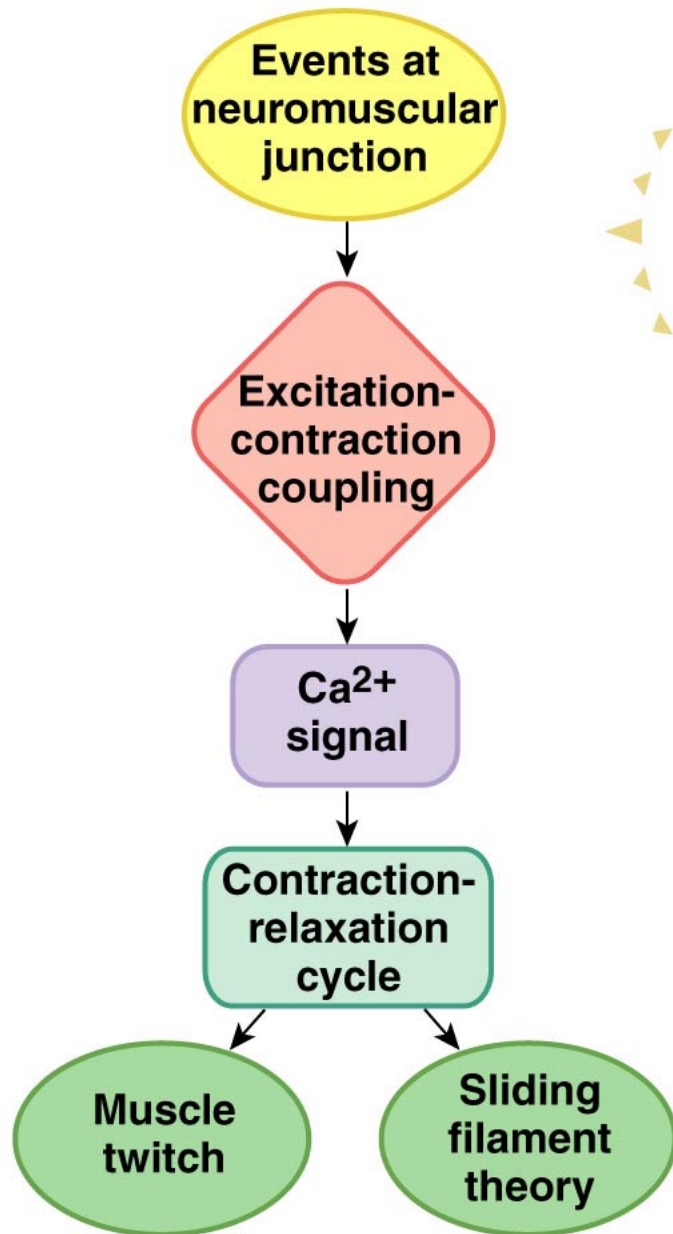 Events at
neuromuscular
junction
Excitation-
contraction
coupling
Ca²⁺
signal
Contraction-
relaxation
cycle
Muscle
twitch
Sliding
filament
theory